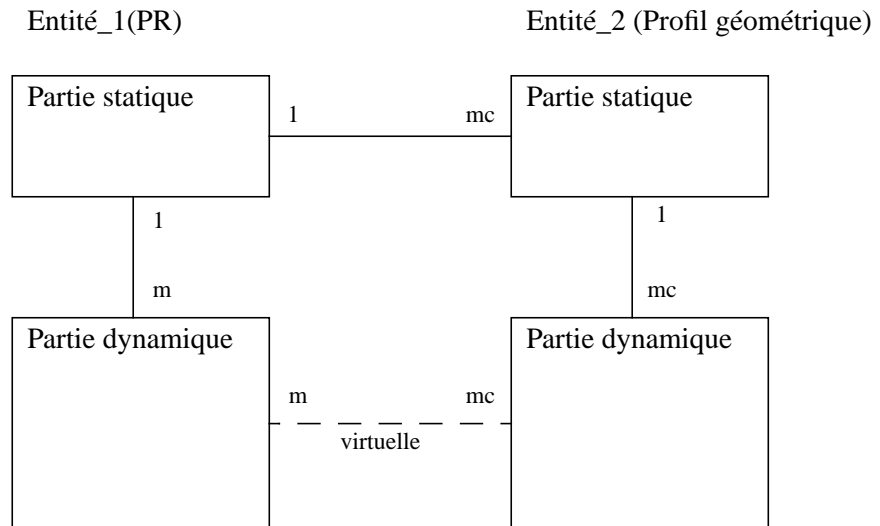 Entité_1(PR)
Entité_2 (Profil géométrique)
Partie statique
Partie statique
1
mc
1
1
m
mc
Partie dynamique
Partie dynamique
m
mc
virtuelle